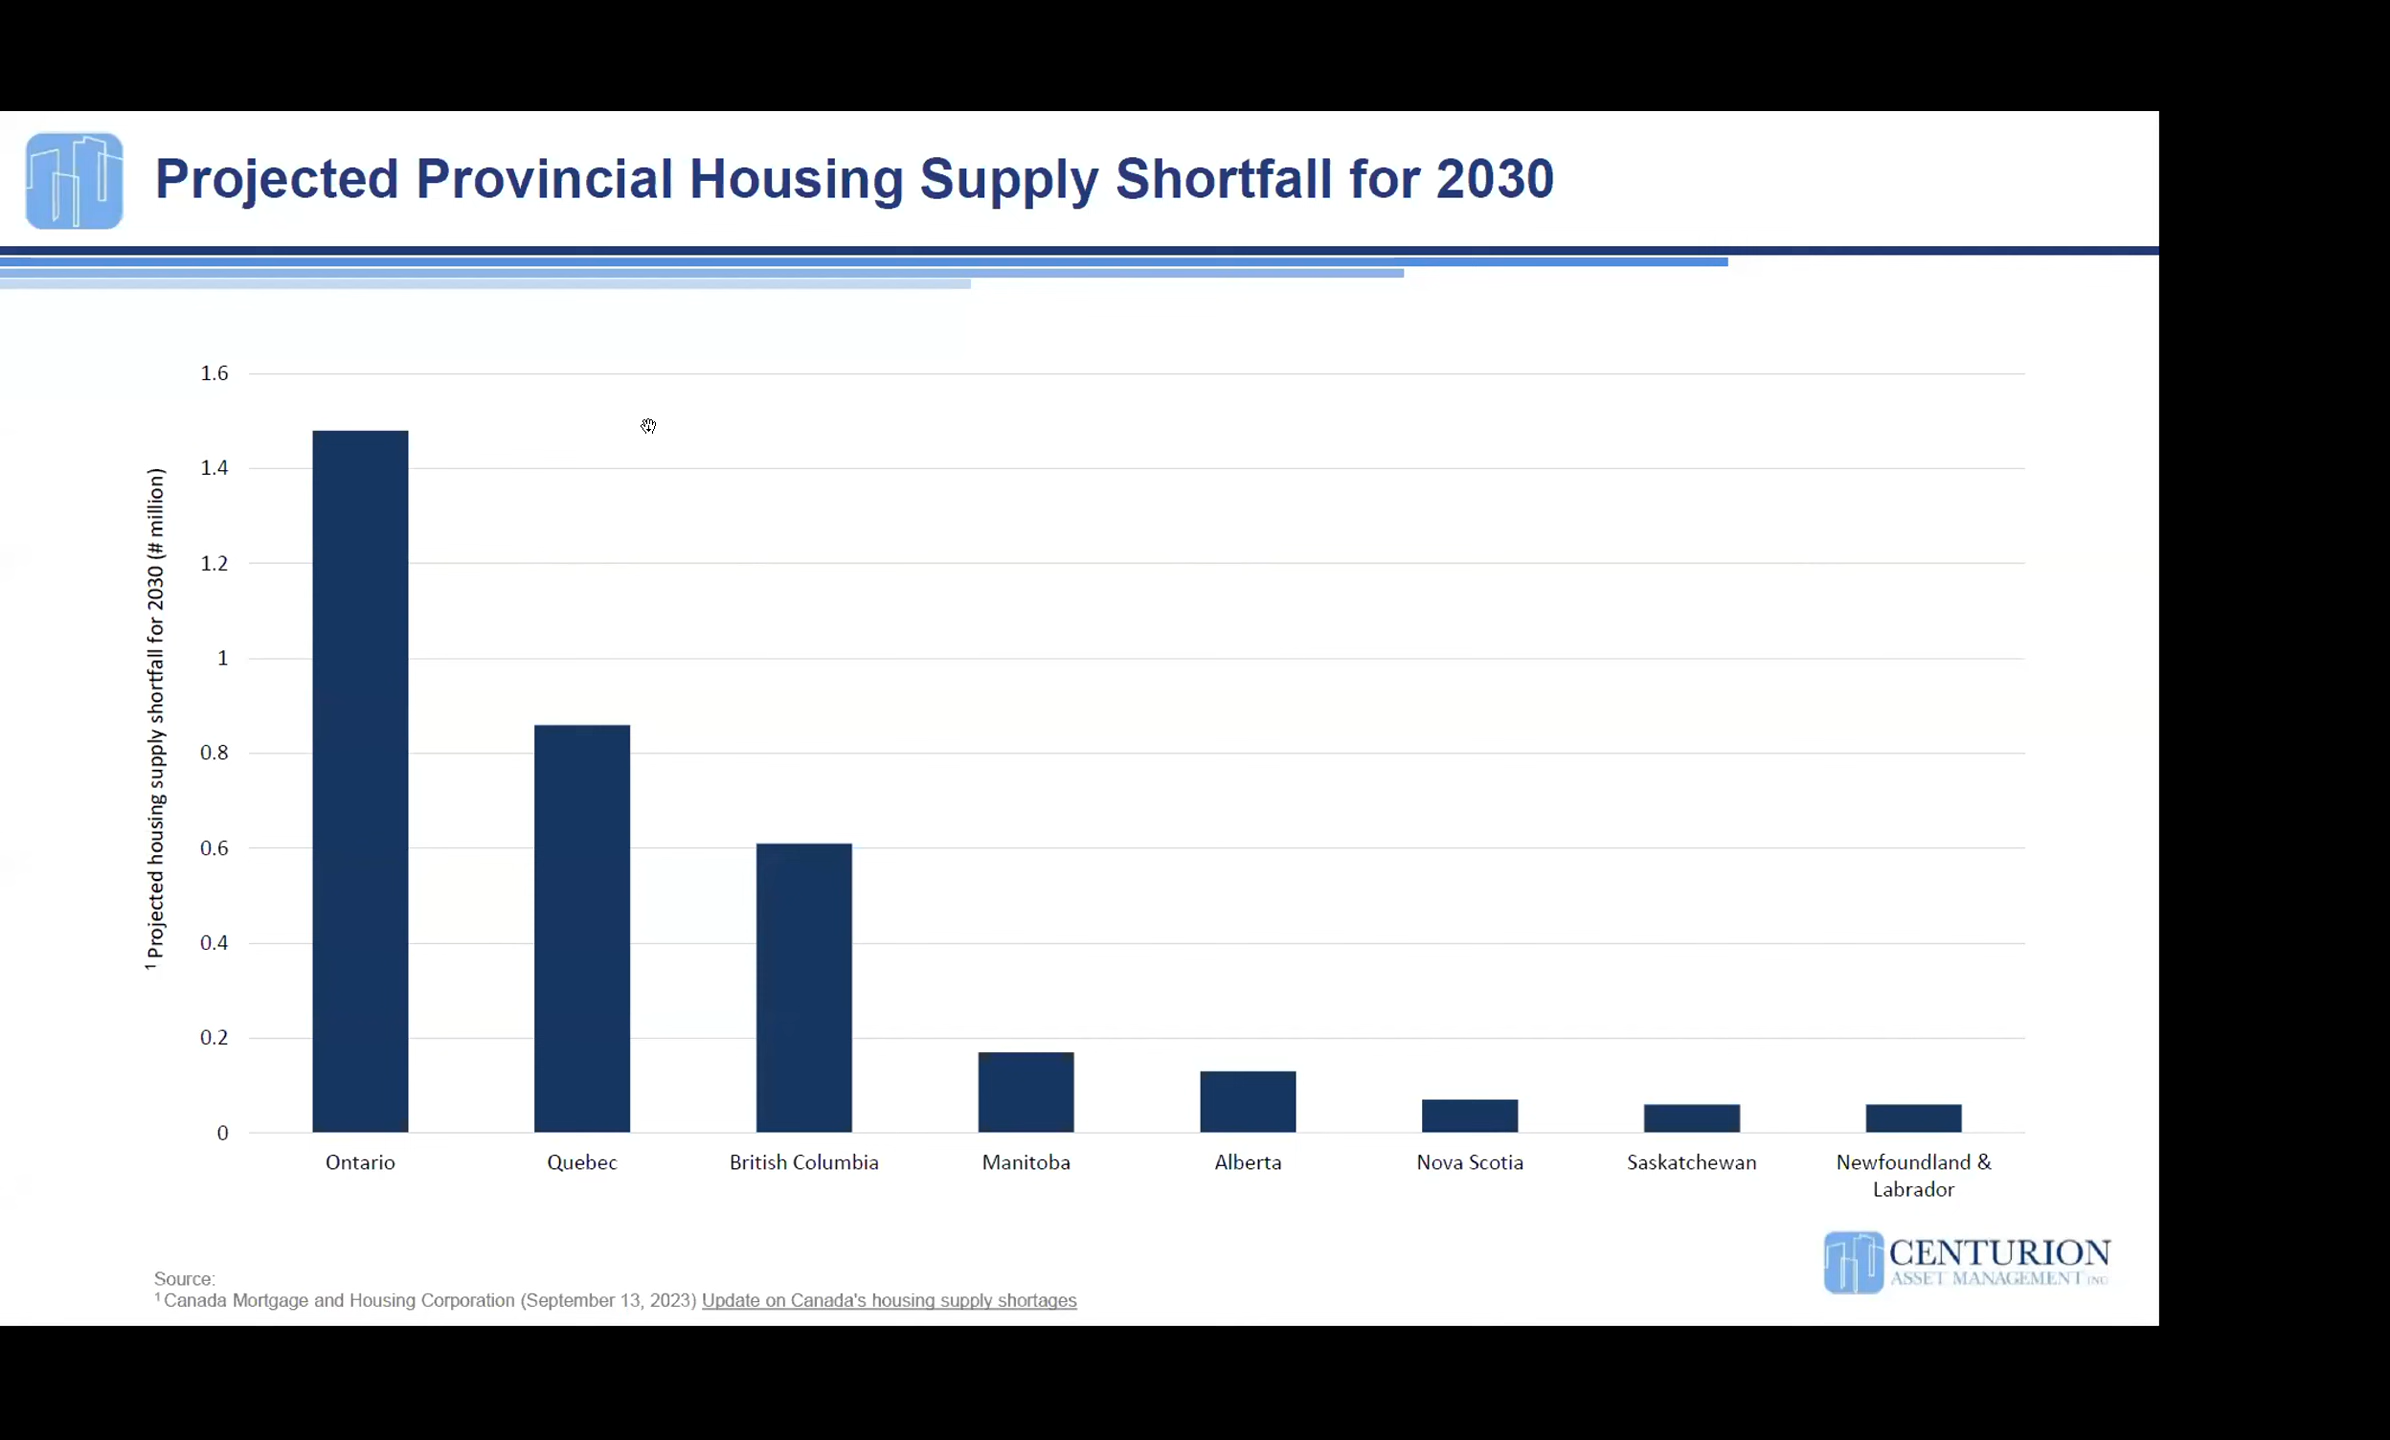 Projected Provincial Housing Supply Shortfall for 2030
1.6
1.4
1.2
1
0.8
0.6
0.4
0.2
0
¹ Projected housing supply shortfall for 2030 (# million)
Ontario
Quebec
British Columbia
Manitoba
Alberta
Nova Scotia
Saskatchewan
Newfoundland &
Labrador
CENTURION
ASSET MANAGEMENT INC
Source:
¹ Canada Mortgage and Housing Corporation (September 13, 2023) Update on Canada's housing supply shortages